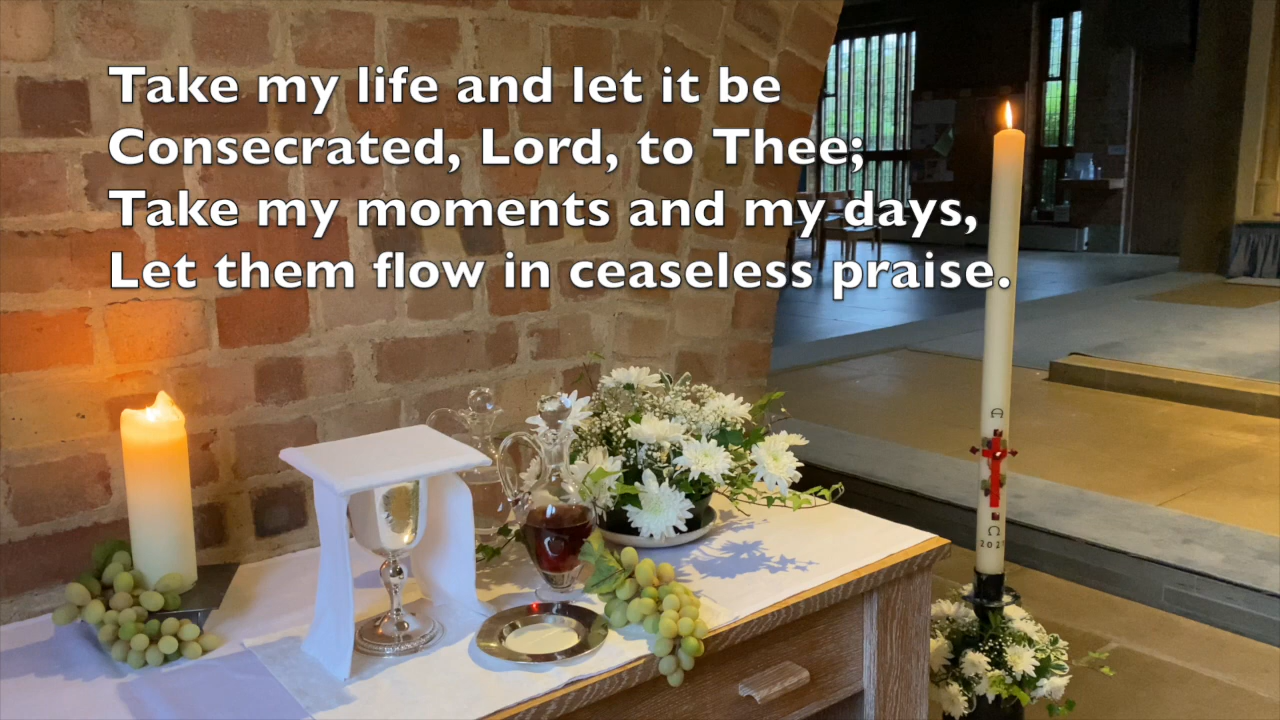 Take my life and let it be
Consecrated, Lord, to Thee;
Take my moments and my days,
Let them flow in ceaseless praise.
Α
Ω